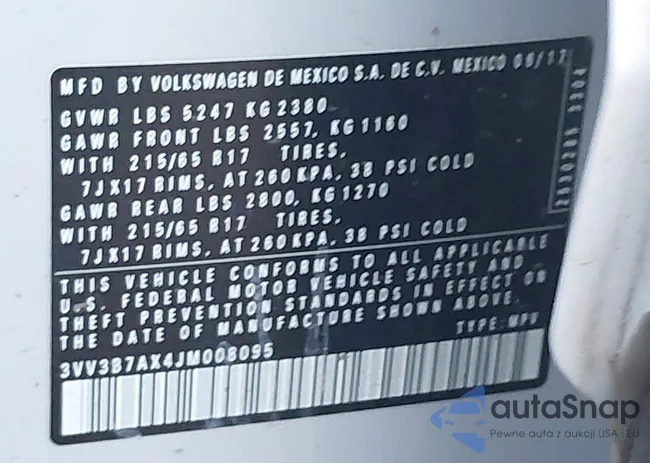 MFD BY VOLKSWAGEN DE MEXICO S.A. DE C.V. MEXICO 09/17
GVWR LBS 5247 KG 2380
GAWR FRONT LBS 2557, KG 1160
WITH 215/65 R17 TIRES,
7JX17 RIMS, AT 260 KPA, 38 PSI COLD
GAWR REAR LBS 2800, KG 1270
WITH 215/65 R17 TIRES,
7JX17 RIMS, AT 260 KPA, 38 PSI COLD
THIS VEHICLE CONFORMS TO ALL APPLICABLE
U.S. FEDERAL MOTOR VEHICLE SAFETY AND
THEFT PREVENTION STANDARDS IN EFFECT ON
THE DATE OF MANUFACTURE SHOWN ABOVE.
TYPE: MPV
3VV3B7AX4JM008095
autaSnap
Pewne auta z aukcji USA i EU